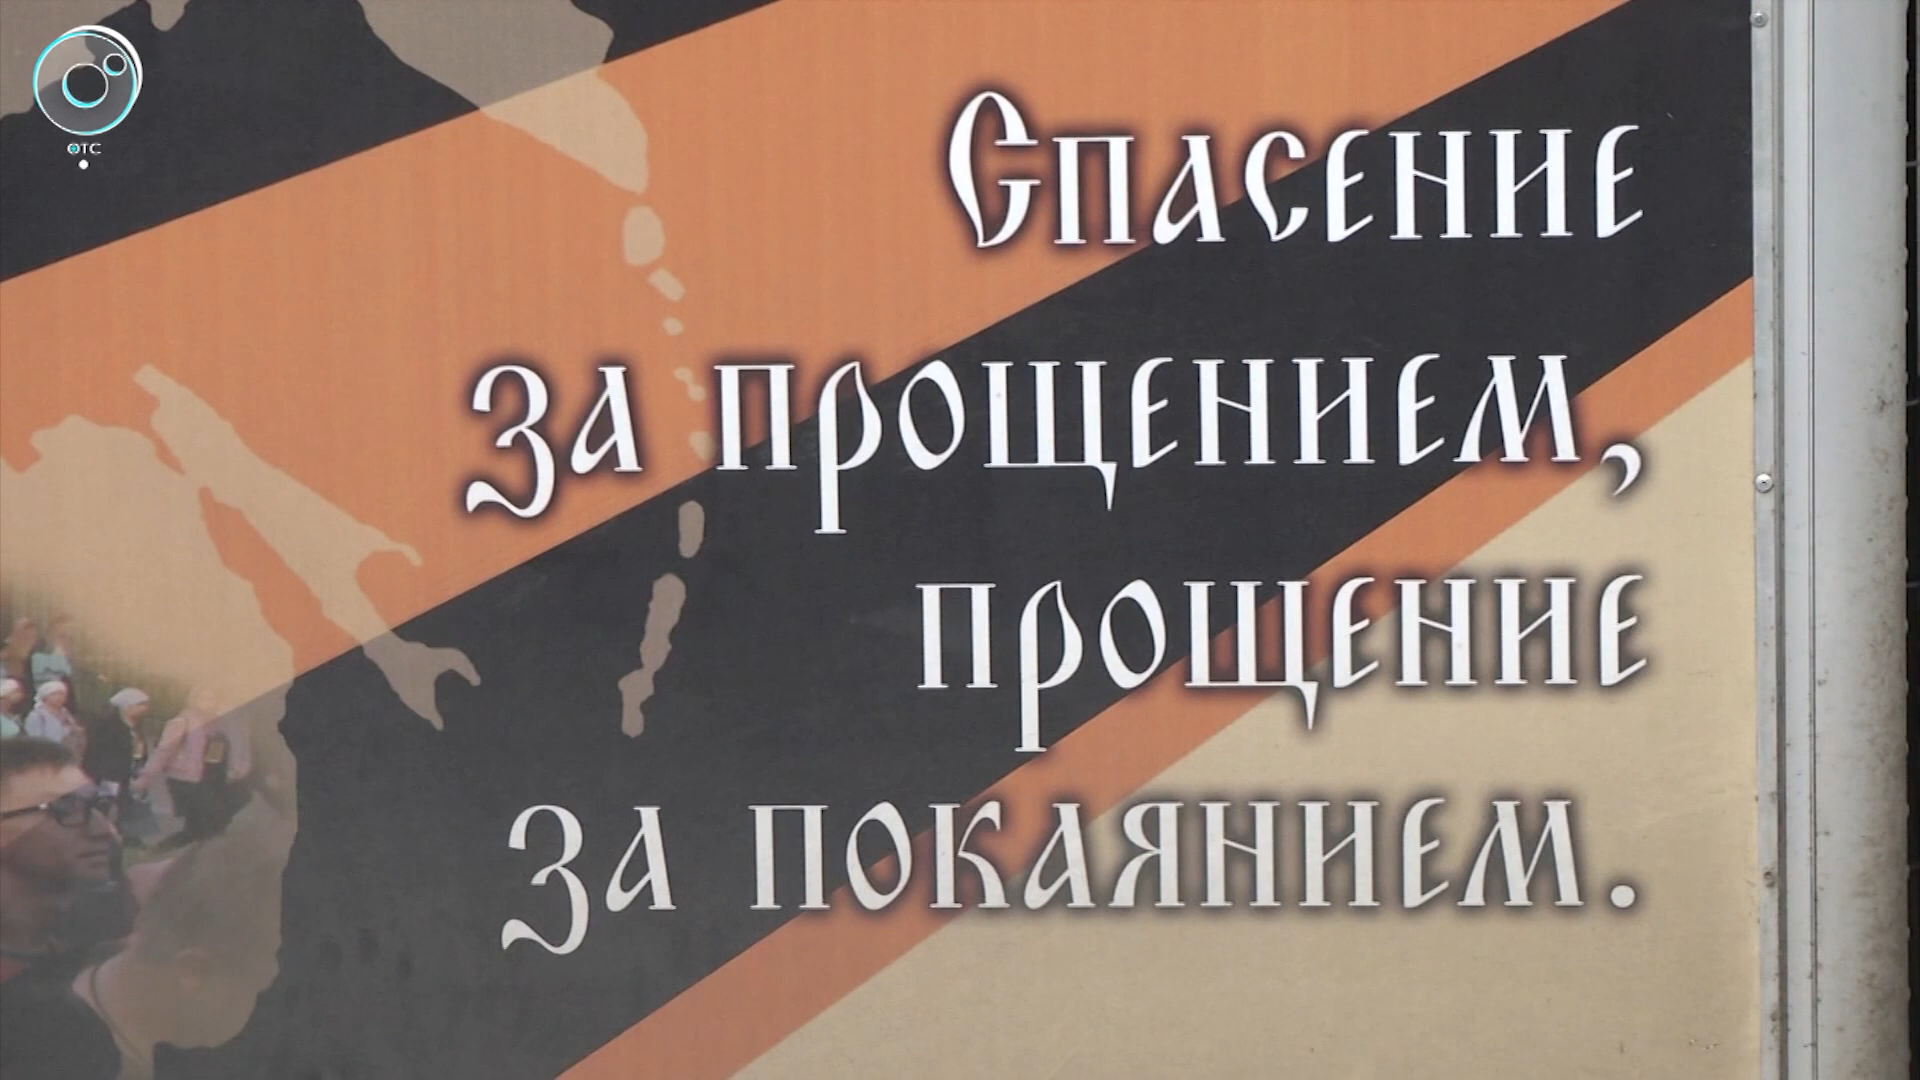 ОТС
Спасение
за прощением,
прощение
за покаянием.